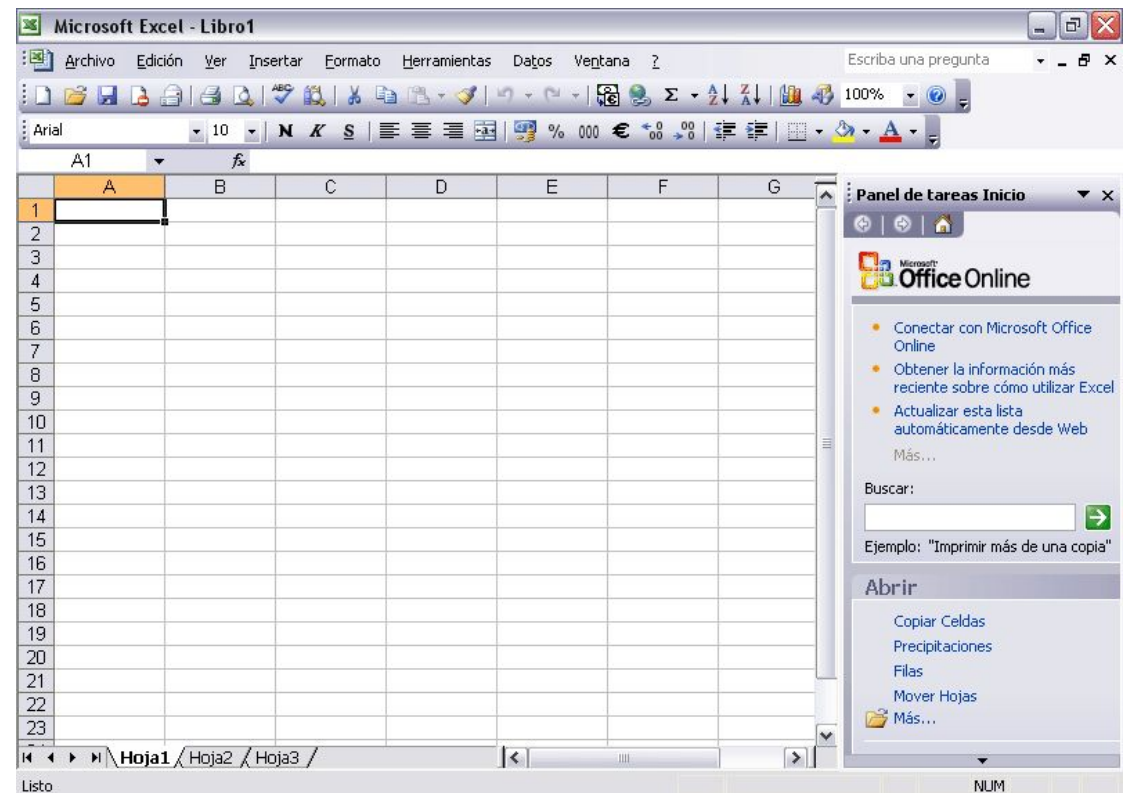 Microsoft Excel - Libro1
Archivo Edición Ver Insertar Formato Herramientas Datos Ventana ? Escriba una pregunta
ABC Σ A Z Z A 100% ?
Arial 10 N K S % 000 € A
A1 fx
A B C D E F G
1
2
3
4
5
6
7
8
9
10
11
12
13
14
15
16
17
18
19
20
21
22
23
Panel de tareas Inicio
Microsoft
Office Online
Conectar con Microsoft Office
Online
Obtener la información más
reciente sobre cómo utilizar Excel
Actualizar esta lista
automáticamente desde Web
Más...
Buscar:
Ejemplo: "Imprimir más de una copia"
Abrir
Copiar Celdas
Precipitaciones
Filas
Mover Hojas
Más...
Hoja1 Hoja2 Hoja3
Listo NUM